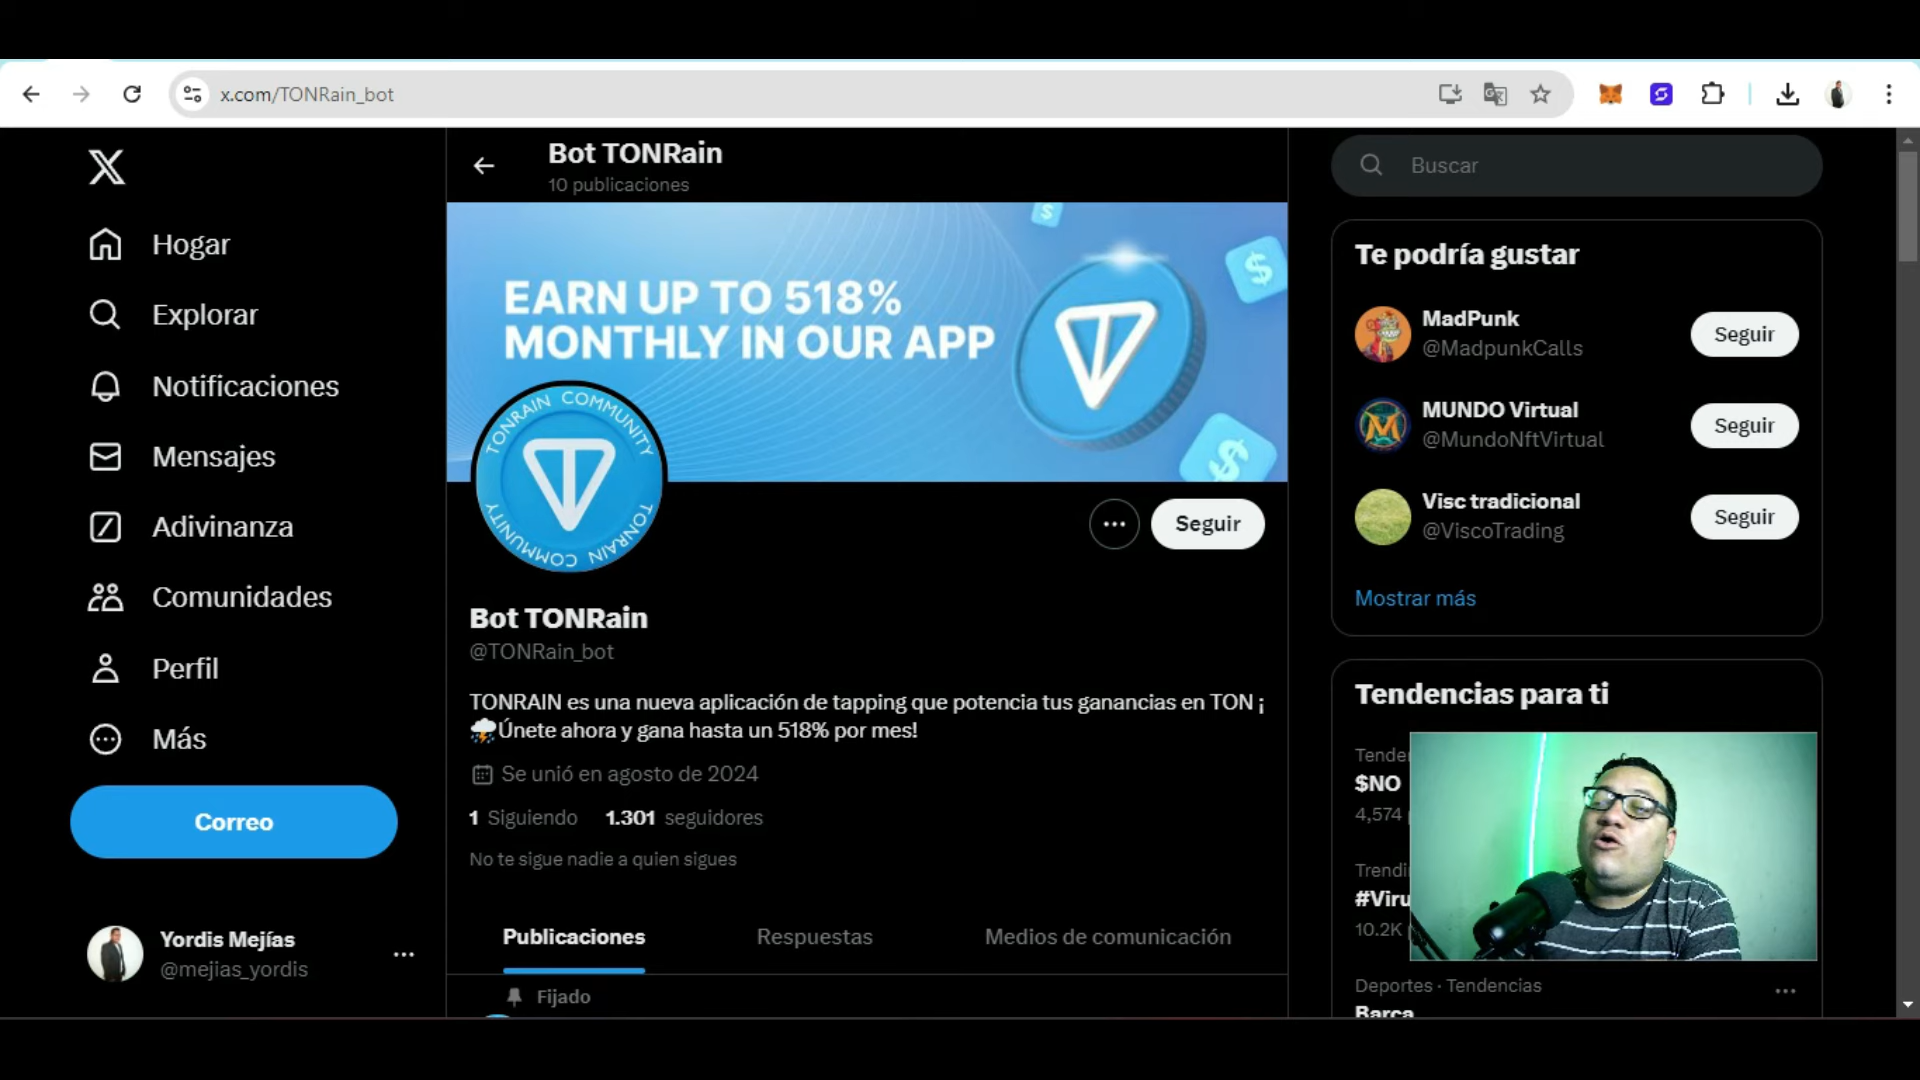 x.com/TONRain_bot
Bot TONRain
10 publicaciones
Buscar
Hogar
Explorar
Notificaciones
Mensajes
Adivinanza
Comunidades
Perfil
Más
Correo
Yordis Mejías
@mejias_yordis
EARN UP TO 518%
MONTHLY IN OUR APP
TONRAIN COMMUNITY
TONRAIN COMMUNITY
Seguir
Bot TONRain
@TONRain_bot
TONRAIN es una nueva aplicación de tapping que potencia tus ganancias en TON ¡
⛈️Únete ahora y gana hasta un 518% por mes!
Se unió en agosto de 2024
1 Siguiendo 1.301 seguidores
No te sigue nadie a quien sigues
Publicaciones Respuestas Medios de comunicación
Fijado
Te podría gustar
MadPunk
@MadpunkCalls
Seguir
MUNDO Virtual
@MundoNftVirtual
Seguir
Visc tradicional
@ViscoTrading
Seguir
Mostrar más
Tendencias para ti
$NO
4,574
#Viru
10.2K
Deportes · Tendencias
Barca